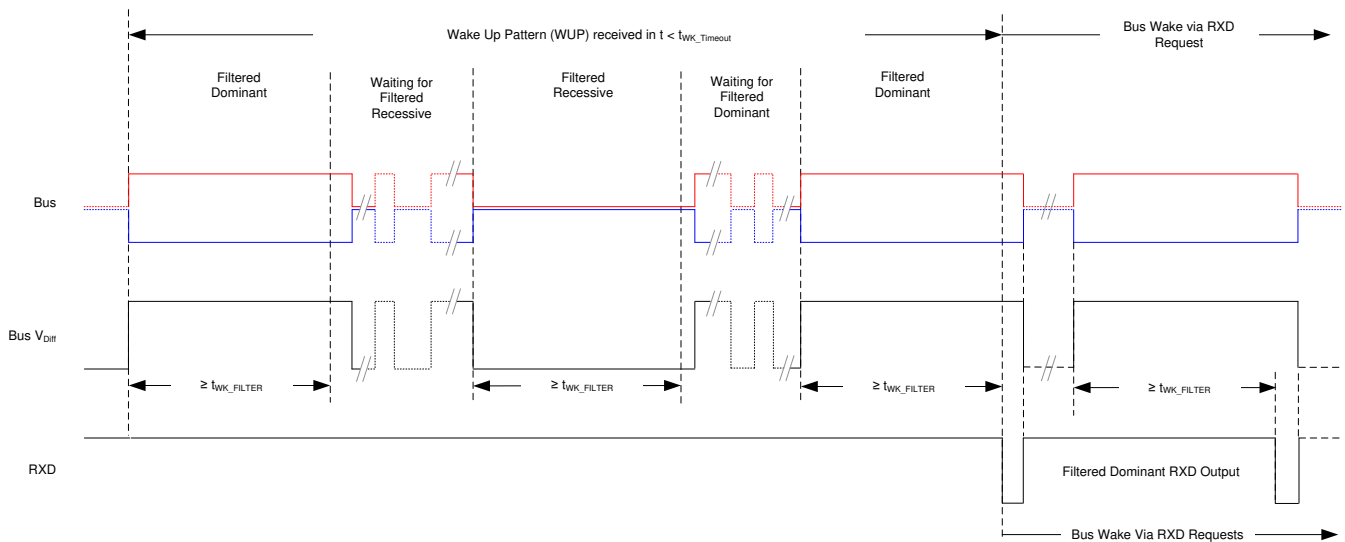 Wake Up Pattern (WUP) received in t < tWK_Timeout
Bus Wake via RXD
Request
Filtered
Dominant
Waiting for
Filtered
Recessive
Filtered
Recessive
Waiting for
Filtered
Dominant
Filtered
Dominant
Bus
Bus VDiff
≥ tWK_FILTER
≥ tWK_FILTER
≥ tWK_FILTER
≥ tWK_FILTER
RXD
Filtered Dominant RXD Output
Bus Wake Via RXD Requests